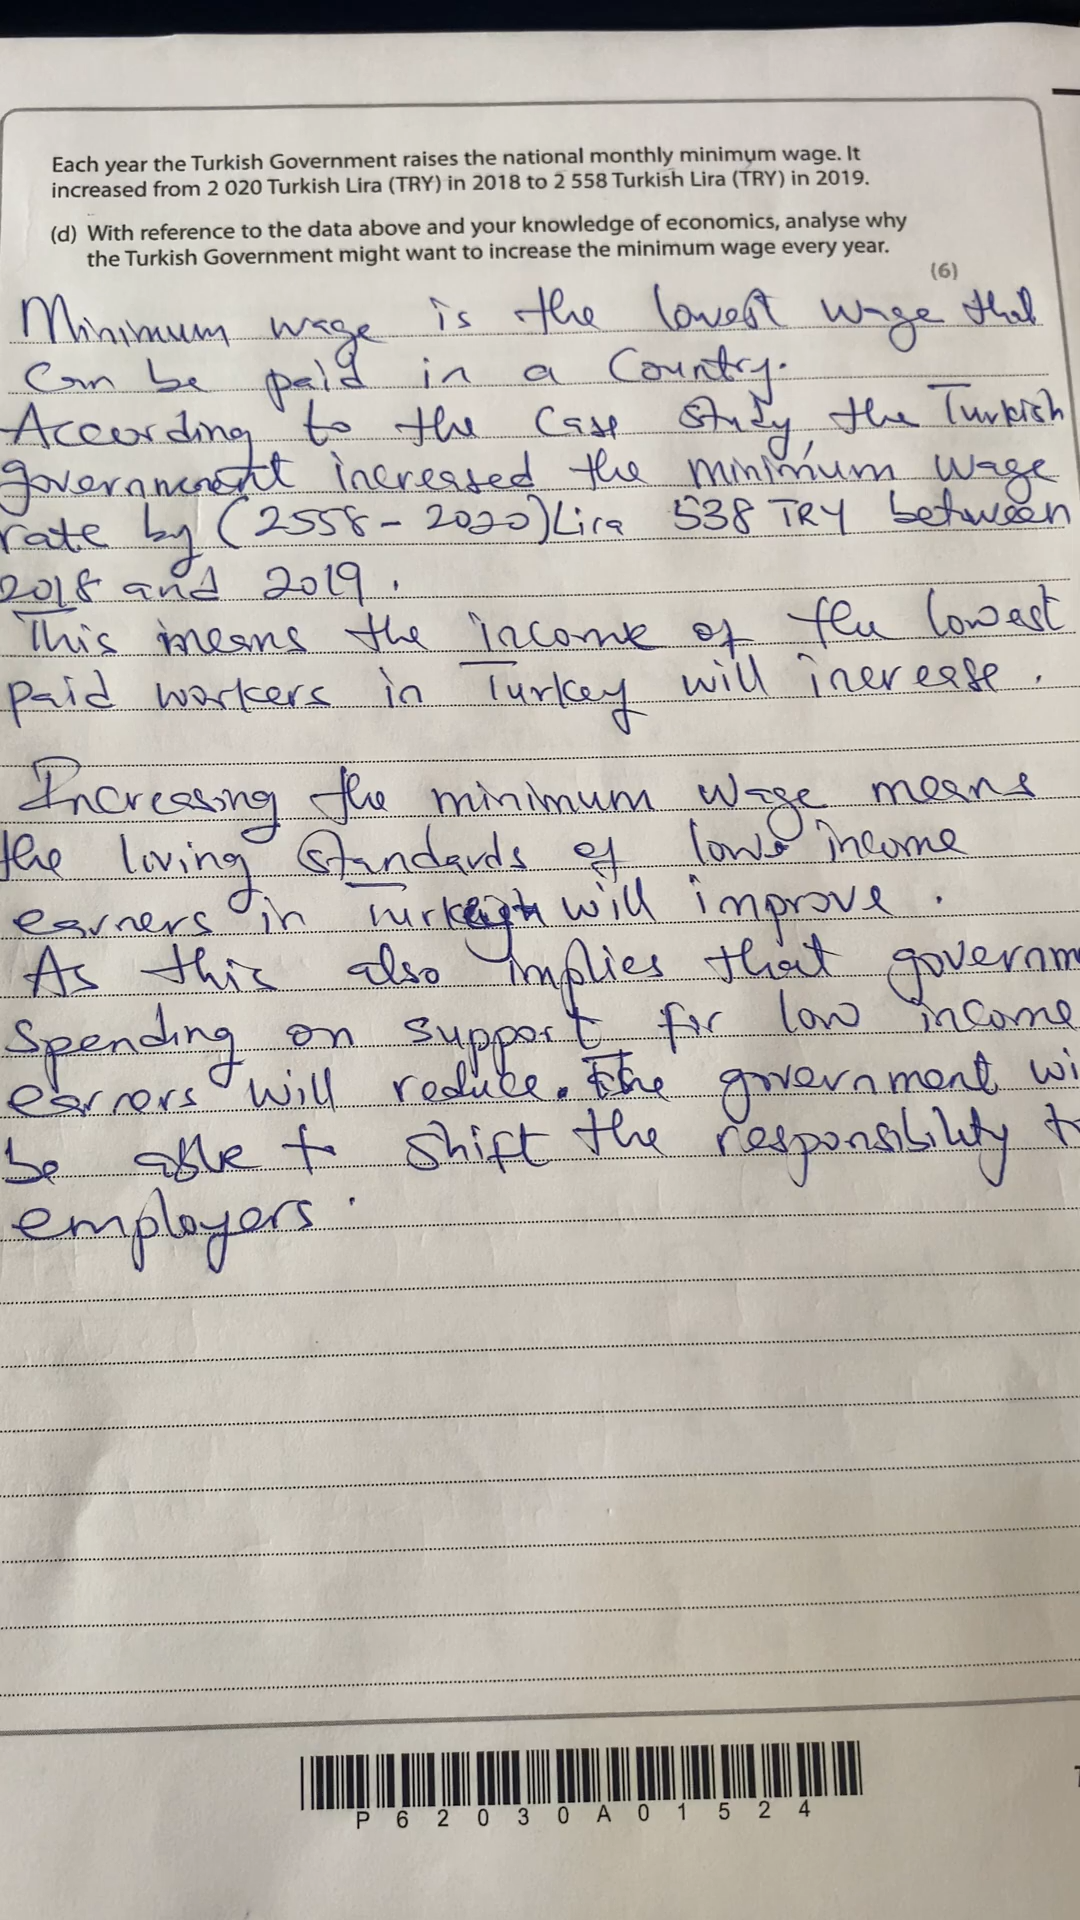 Each year the Turkish Government raises the national monthly minimum wage. It
increased from 2 020 Turkish Lira (TRY) in 2018 to 2 558 Turkish Lira (TRY) in 2019.
(d) With reference to the data above and your knowledge of economics, analyse why
the Turkish Government might want to increase the minimum wage every year.
(6)
Minimum wage is the lowest wage that
can be paid in a Country.
According to the Case Study, the Turkish
government increased the minimum wage
rate by (2558 - 2020) Lira 538 TRY between
2018 and 2019.
This means the income of the lowest
paid workers in Turkey will increase.
Increasing the minimum wage means
the living standards of low income
earners in will improve.
As this also implies that governm
Spending on support for low income
earners will reduce. The government wi
be able to shift the responsibility t
employers.
P 6 2 0 3 0 A 0 1 5 2 4